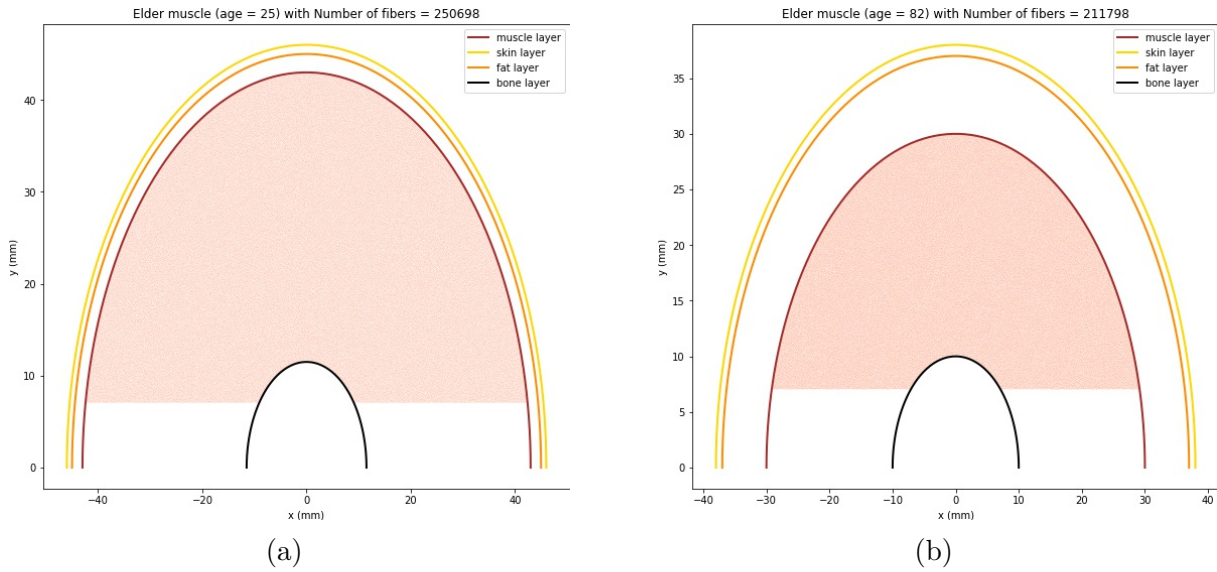 Elder muscle (age = 25) with Number of fibers = 250698
muscle layer
skin layer
fat layer
bone layer
40
30
20
10
0
y (mm)
−40
−20
0
20
40
x (mm)
(a)
Elder muscle (age = 82) with Number of fibers = 211798
muscle layer
skin layer
fat layer
bone layer
35
30
25
20
15
10
5
0
y (mm)
−40
−30
−20
−10
0
10
20
30
40
x (mm)
(b)